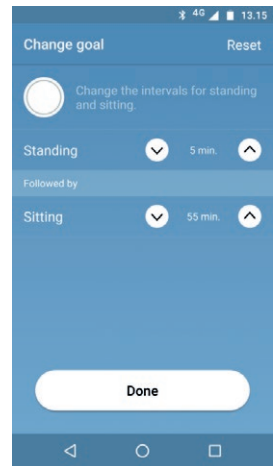 4G 13.15
Change goal Reset
Change the intervals for standing
and sitting.
Standing 5 min.
Followed by
Sitting 55 min.
Done